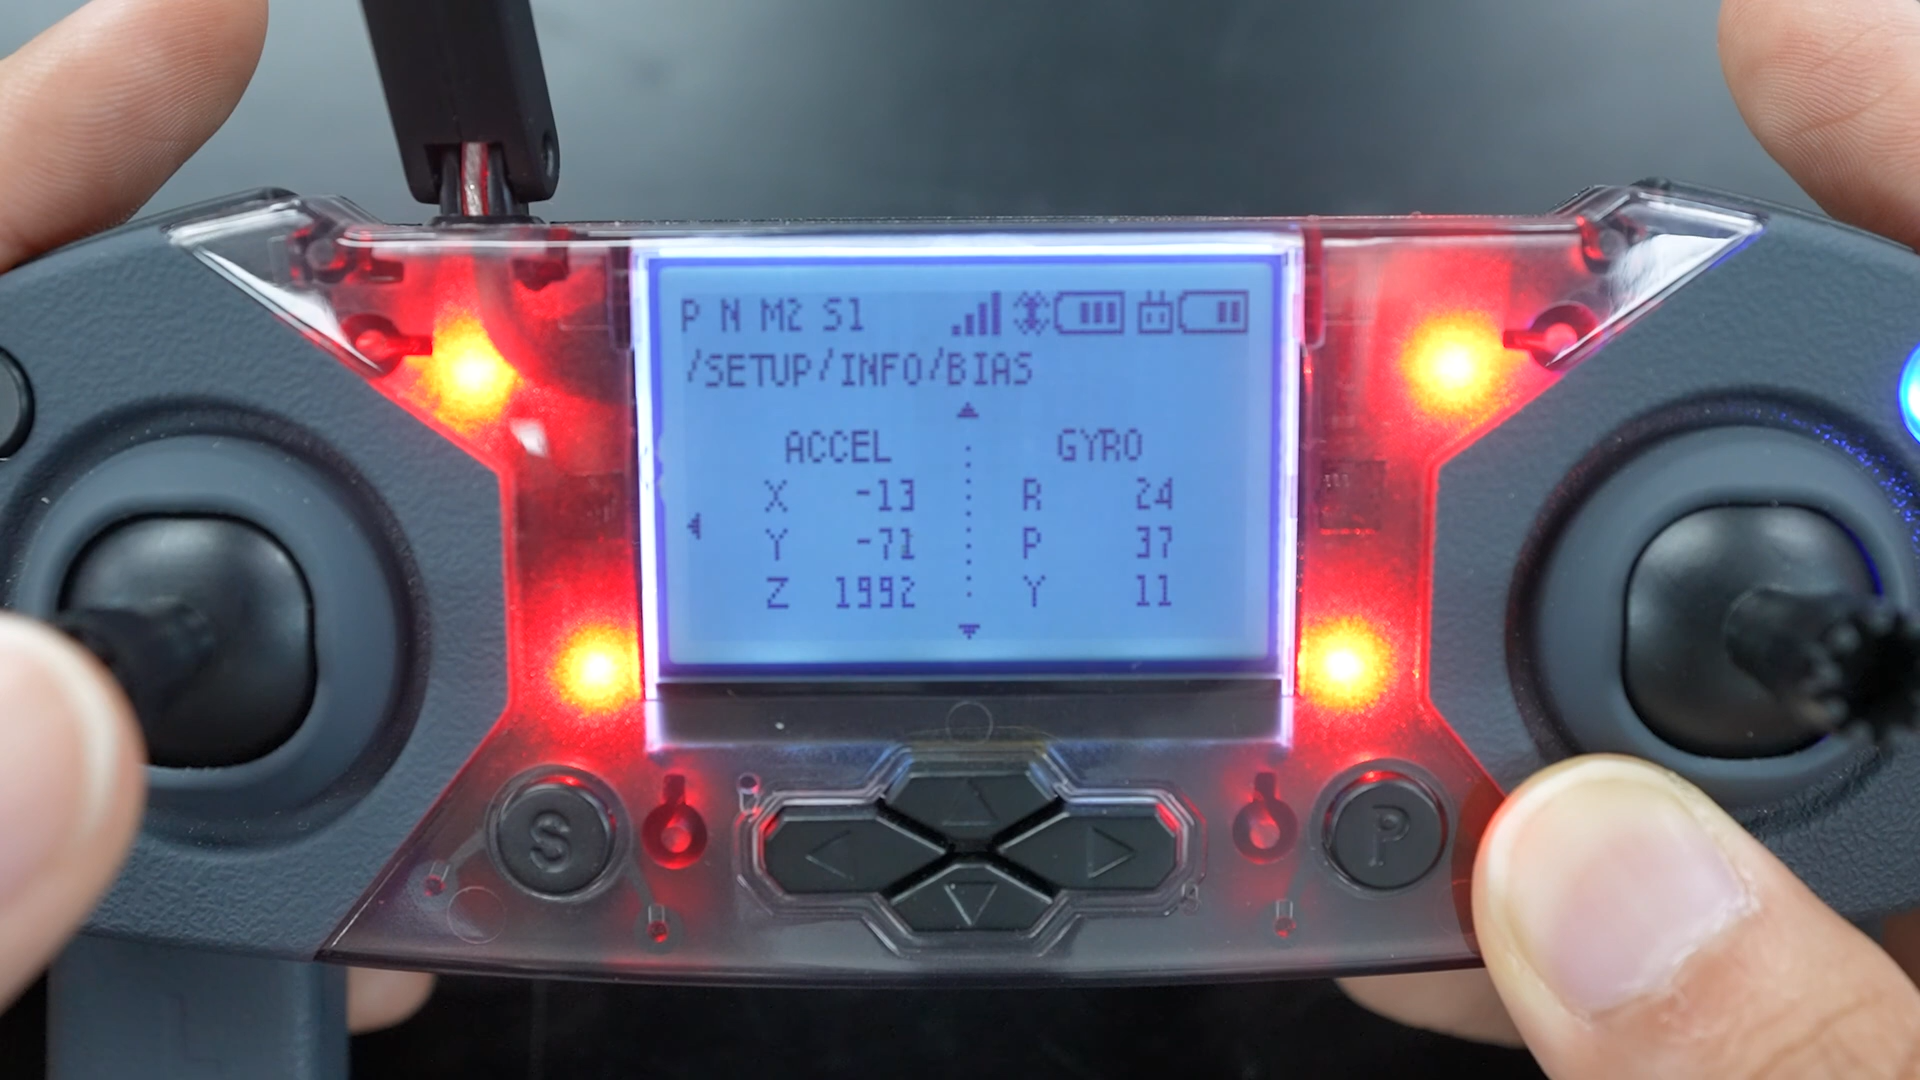 P N M2 S1
/SETUP/INFO/BIAS
ACCEL GYRO
X -13 R 24
Y -71 P 37
Z 1992 Y 11
S P